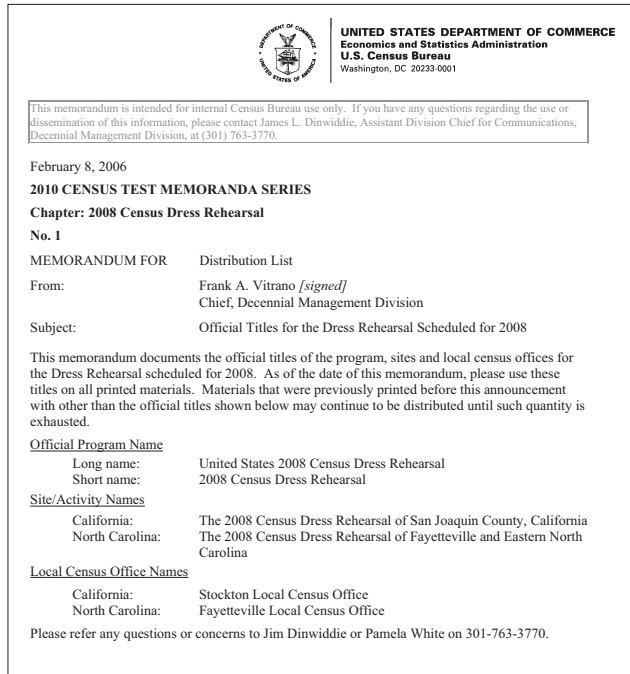 DEPARTMENT OF COMMERCE
UNITED STATES OF AMERICA
UNITED STATES DEPARTMENT OF COMMERCE
Economics and Statistics Administration
U.S. Census Bureau
Washington, DC 20233-0001
This memorandum is intended for internal Census Bureau use only. If you have any questions regarding the use or
dissemination of this information, please contact James L. Dinwiddie, Assistant Division Chief for Communications,
Decennial Management Division, at (301) 763-3770.
February 8, 2006
2010 CENSUS TEST MEMORANDA SERIES
Chapter: 2008 Census Dress Rehearsal
No. 1
MEMORANDUM FOR Distribution List
From: Frank A. Vitrano [signed]
Chief, Decennial Management Division
Subject: Official Titles for the Dress Rehearsal Scheduled for 2008
This memorandum documents the official titles of the program, sites and local census offices for
the Dress Rehearsal scheduled for 2008. As of the date of this memorandum, please use these
titles on all printed materials. Materials that were previously printed before this announcement
with other than the official titles shown below may continue to be distributed until such quantity is
exhausted.
Official Program Name
Long name: United States 2008 Census Dress Rehearsal
Short name: 2008 Census Dress Rehearsal
Site/Activity Names
California: The 2008 Census Dress Rehearsal of San Joaquin County, California
North Carolina: The 2008 Census Dress Rehearsal of Fayetteville and Eastern North
Carolina
Local Census Office Names
California: Stockton Local Census Office
North Carolina: Fayetteville Local Census Office
Please refer any questions or concerns to Jim Dinwiddie or Pamela White on 301-763-3770.